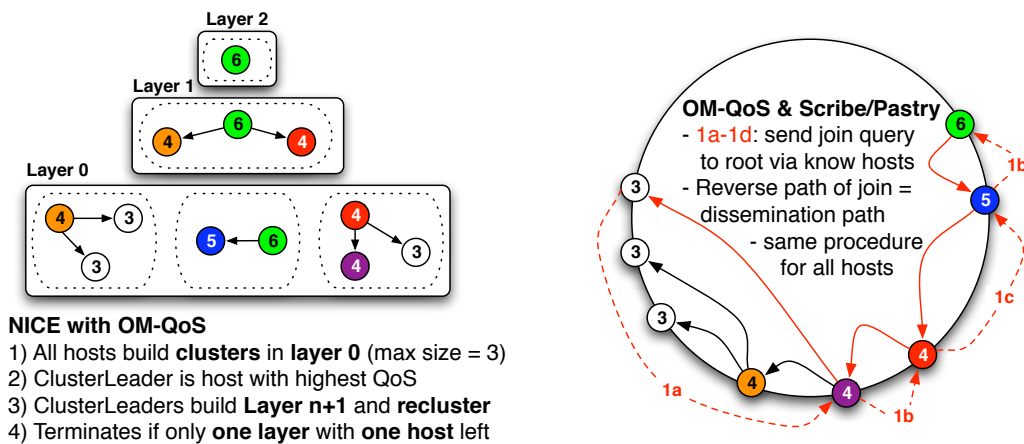 Layer 2
6
Layer 1
6
4
4
Layer 0
4
3
3
5
6
4
4
3
NICE with OM-QoS
1) All hosts build clusters in layer 0 (max size = 3)
2) ClusterLeader is host with highest QoS
3) ClusterLeaders build Layer n+1 and recluster
4) Terminates if only one layer with one host left
OM-QoS & Scribe/Pastry
- 1a-1d: send join query
to root via know hosts
- Reverse path of join =
dissemination path
- same procedure
for all hosts
6
1b
5
3
3
1c
3
4
4
1a
4
1b